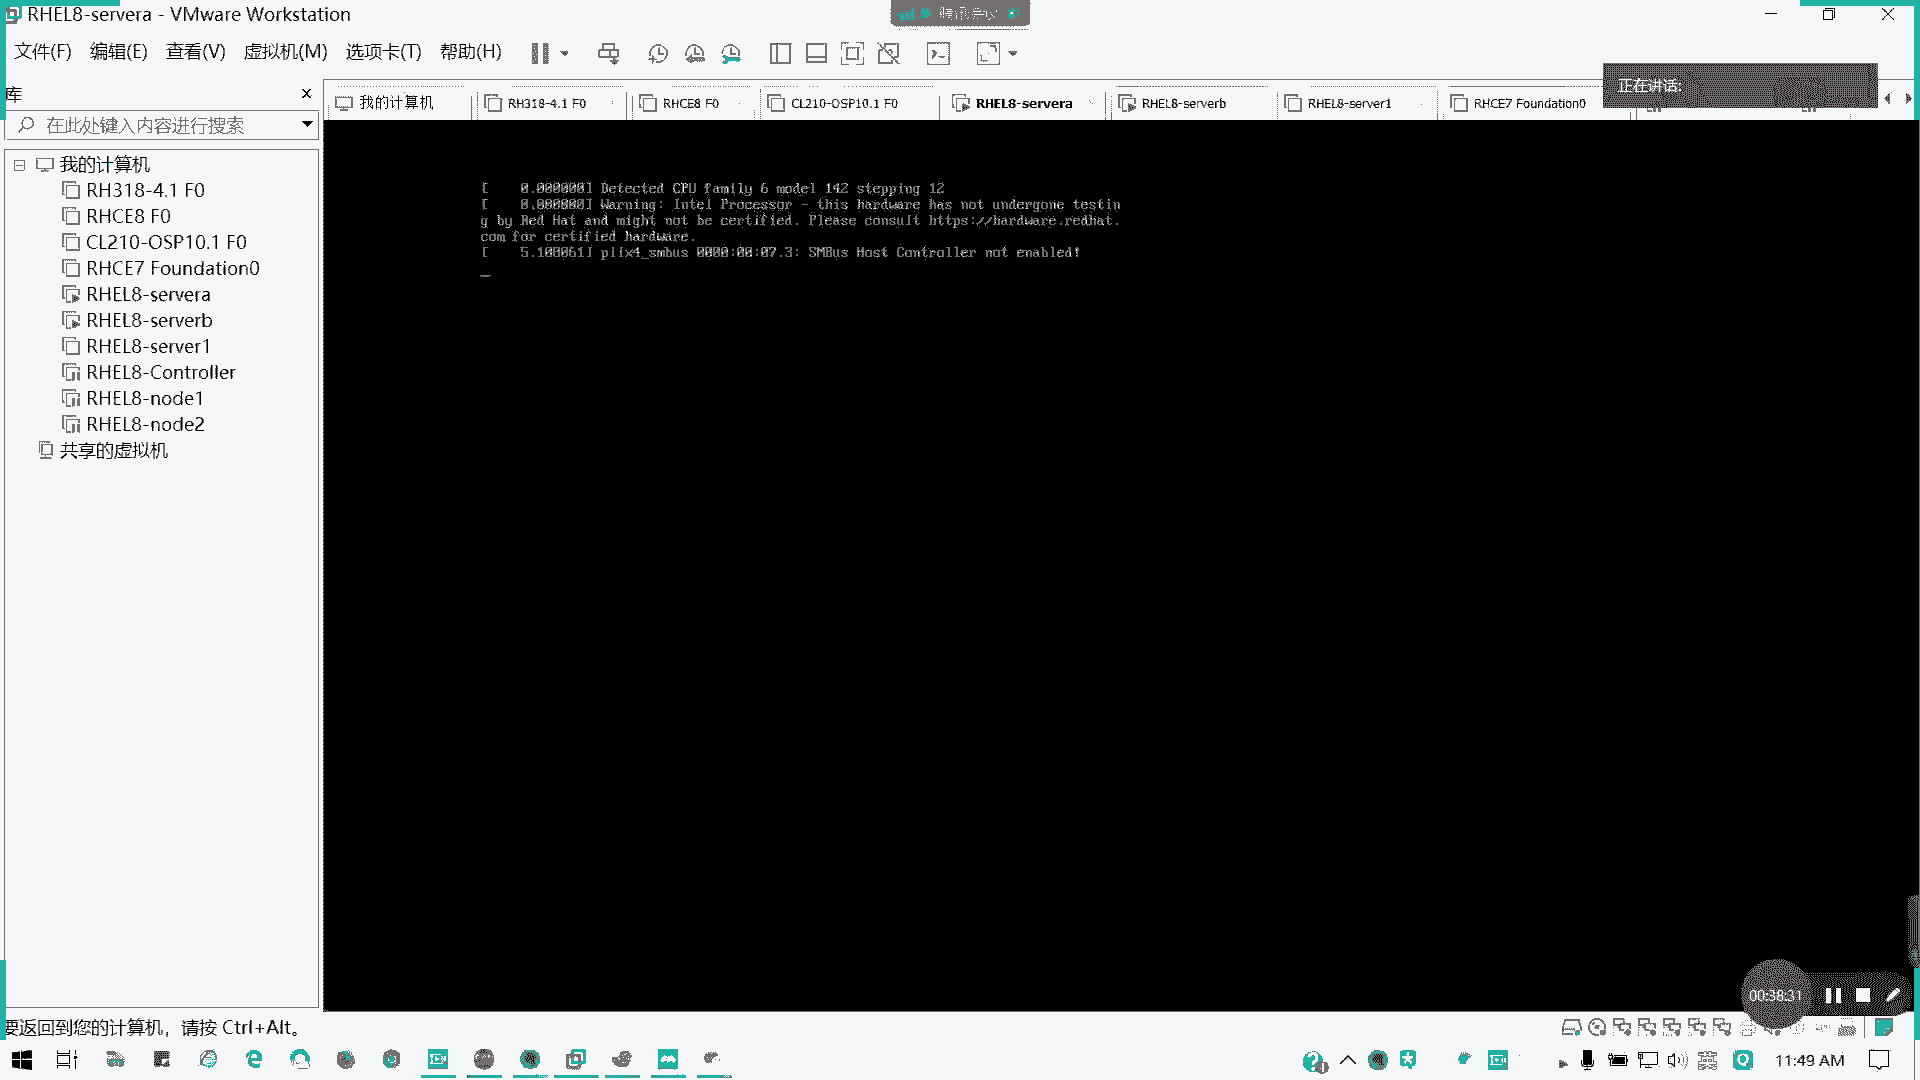 RHEL8-servera - VMware Workstation
腾讯会议
文件(F) 编辑(E) 查看(V) 虚拟机(M) 选项卡(T) 帮助(H)
正在讲话:
库
我的计算机 RH318-4.1 F0 RHCE8 F0 CL210-OSP10.1 F0 RHEL8-servera RHEL8-serverb RHEL8-server1 RHCE7 Foundation0
在此处键入内容进行搜索
我的计算机
RH318-4.1 F0
RHCE8 F0
CL210-OSP10.1 F0
RHCE7 Foundation0
RHEL8-servera
RHEL8-serverb
RHEL8-server1
RHEL8-Controller
RHEL8-node1
RHEL8-node2
共享的虚拟机
[    0.000000] Detected CPU family 6 model 142 stepping 12
[    0.000000] Warning: Intel Processor - this hardware has not undergone testin
g by Red Hat and might not be certified. Please consult https://hardware.redhat.
com for certified hardware.
[    5.108061] piix4_smbus 0000:00:07.3: SMBus Host Controller not enabled!
00:38:31
要返回到您的计算机，请按 Ctrl+Alt。
英
11:49 AM